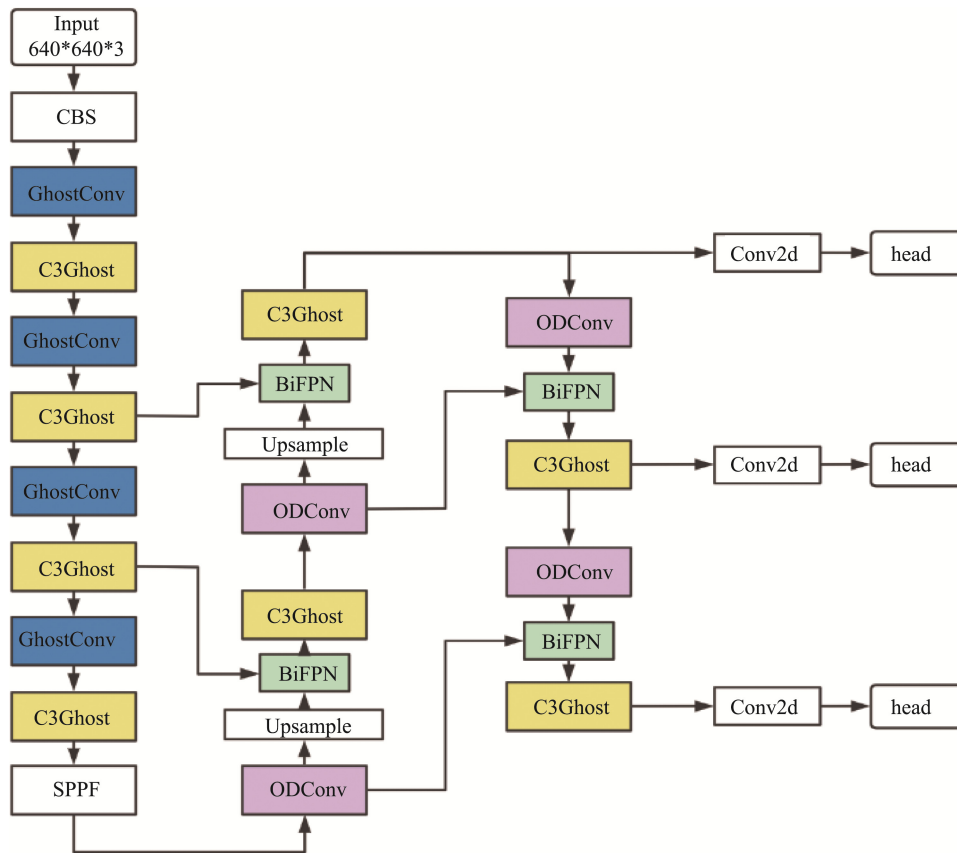 Input
640*640*3
CBS
GhostConv
C3Ghost
GhostConv
C3Ghost
GhostConv
C3Ghost
GhostConv
C3Ghost
SPPF
C3Ghost
BiFPN
Upsample
ODConv
C3Ghost
BiFPN
Upsample
ODConv
ODConv
BiFPN
C3Ghost
ODConv
BiFPN
C3Ghost
Conv2d
head
Conv2d
head
Conv2d
head